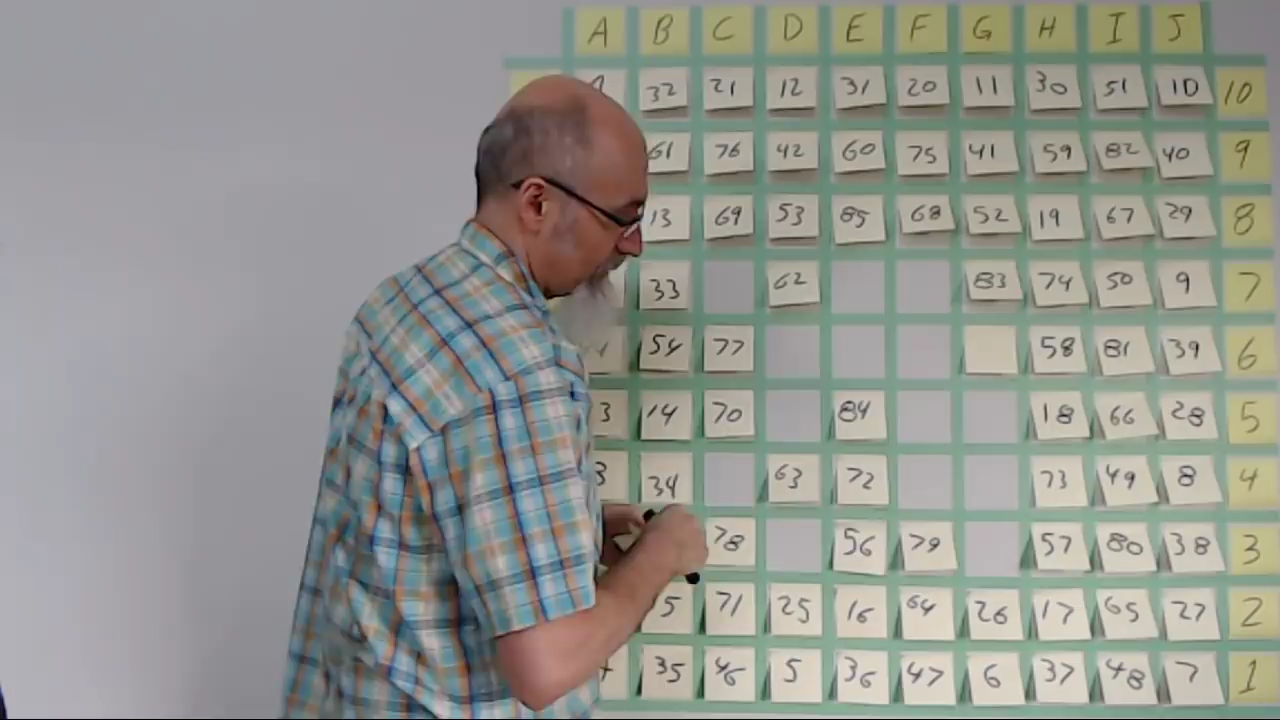 A B C D E F G H I J
32 21 12 31 20 11 30 51 10 10
61 76 42 60 75 41 59 82 40 9
13 69 53 85 68 52 19 67 29 8
33 62 83 74 50 9 7
54 77 58 81 39 6
3 14 70 84 18 66 28 5
3 34 63 72 73 49 8 4
78 56 79 57 80 38 3
5 71 25 16 64 26 17 65 27 2
35 46 5 36 47 6 37 48 7 1